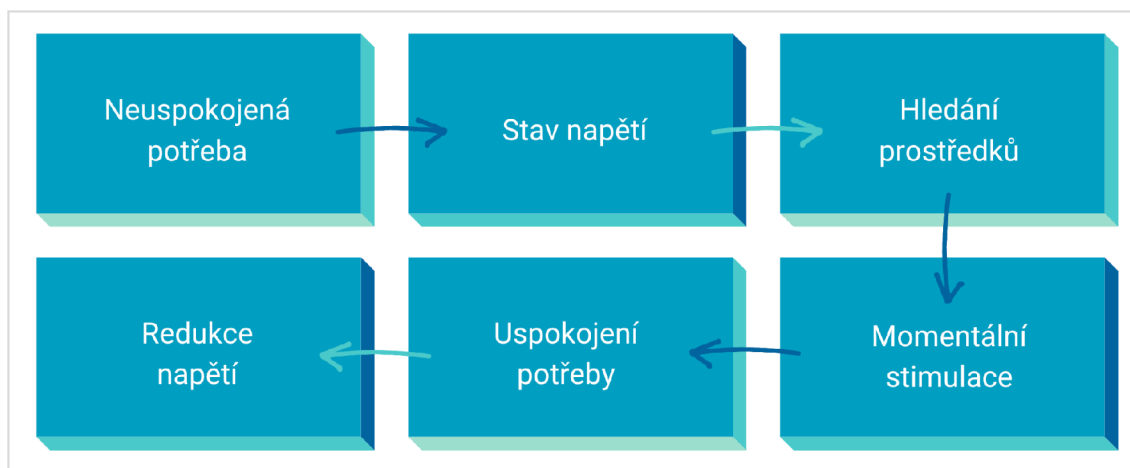 Neuspokojená
potřeba
Stav napětí
Hledání
prostředků
Momentální
stimulace
Uspokojení
potřeby
Redukce
napětí